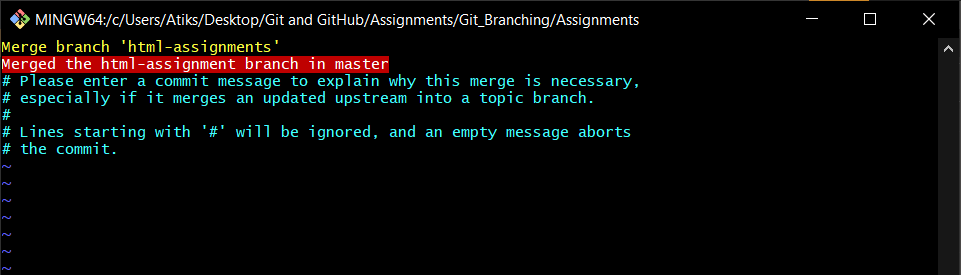 MINGW64:/c/Users/Atiks/Desktop/Git and GitHub/Assignments/Git_Branching/Assignments
Merge branch 'html-assignments'
Merged the html-assignment branch in master
# Please enter a commit message to explain why this merge is necessary,
# especially if it merges an updated upstream into a topic branch.
#
# Lines starting with '#' will be ignored, and an empty message aborts
# the commit.
~
~
~
~
~
~
~